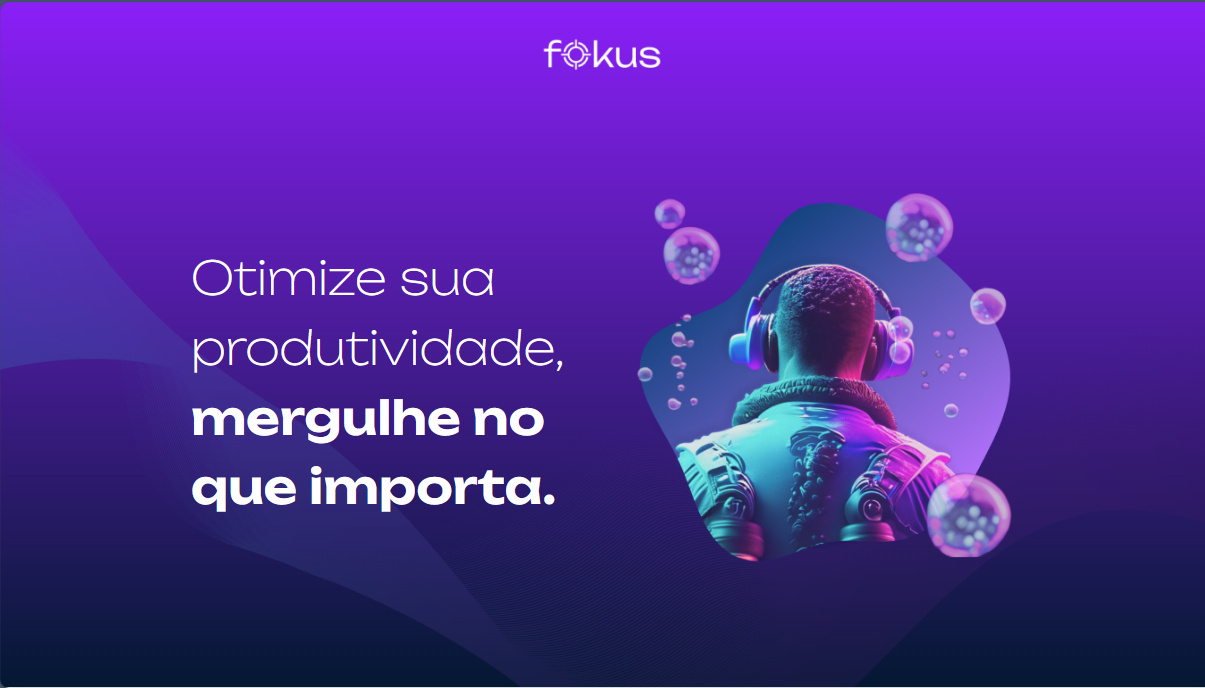 fokus
Otimize sua
produtividade,
mergulhe no
que importa.